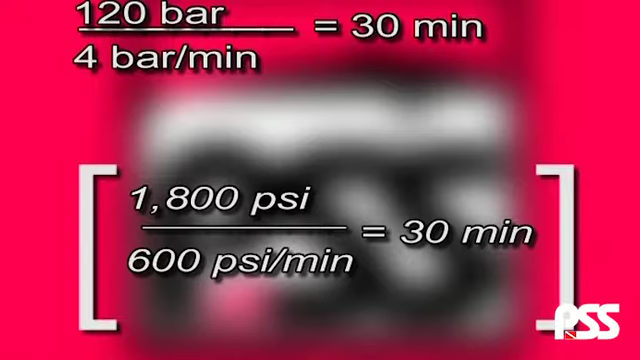 120 bar
4 bar/min
= 30 min
1,800 psi
600 psi/min
= 30 min
PSS